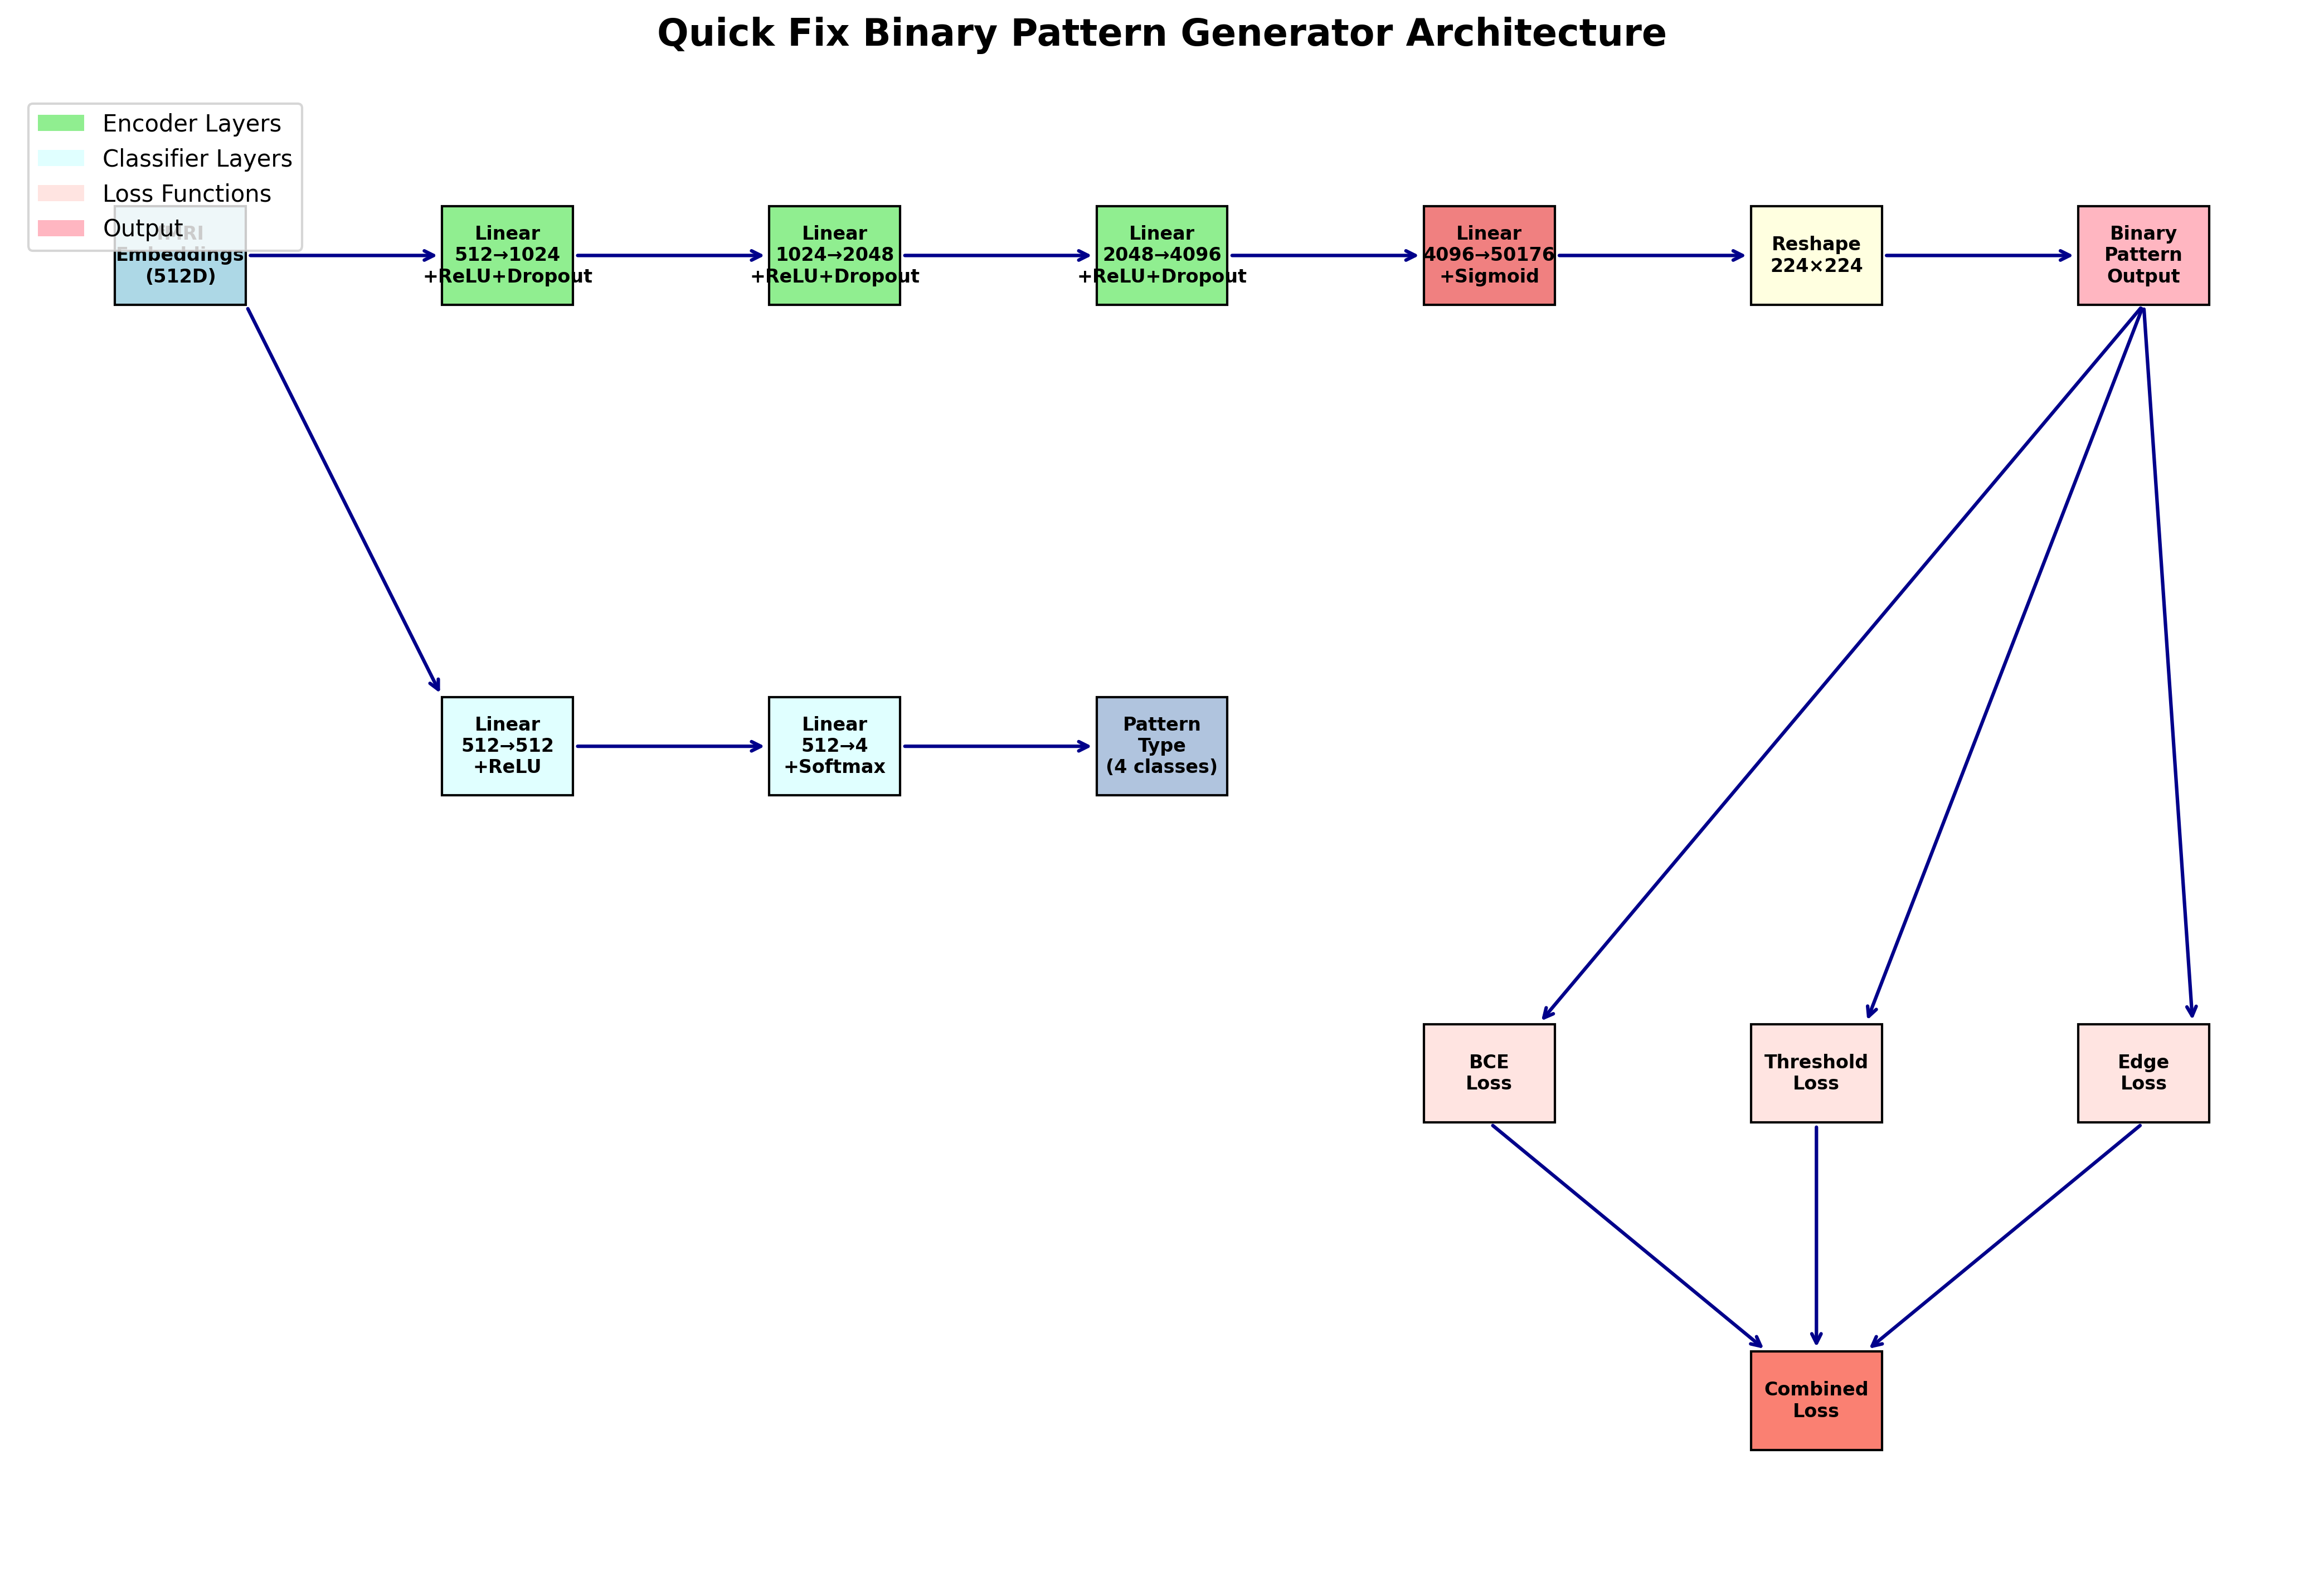 Quick Fix Binary Pattern Generator Architecture
Encoder Layers
Classifier Layers
Loss Functions
Output
Embeddings
(512D)
Linear
512→1024
+ReLU+Dropout
Linear
1024→2048
+ReLU+Dropout
Linear
2048→4096
+ReLU+Dropout
Linear
4096→50176
+Sigmoid
Reshape
224×224
Binary
Pattern
Output
Linear
512→512
+ReLU
Linear
512→4
+Softmax
Pattern
Type
(4 classes)
BCE
Loss
Threshold
Loss
Edge
Loss
Combined
Loss